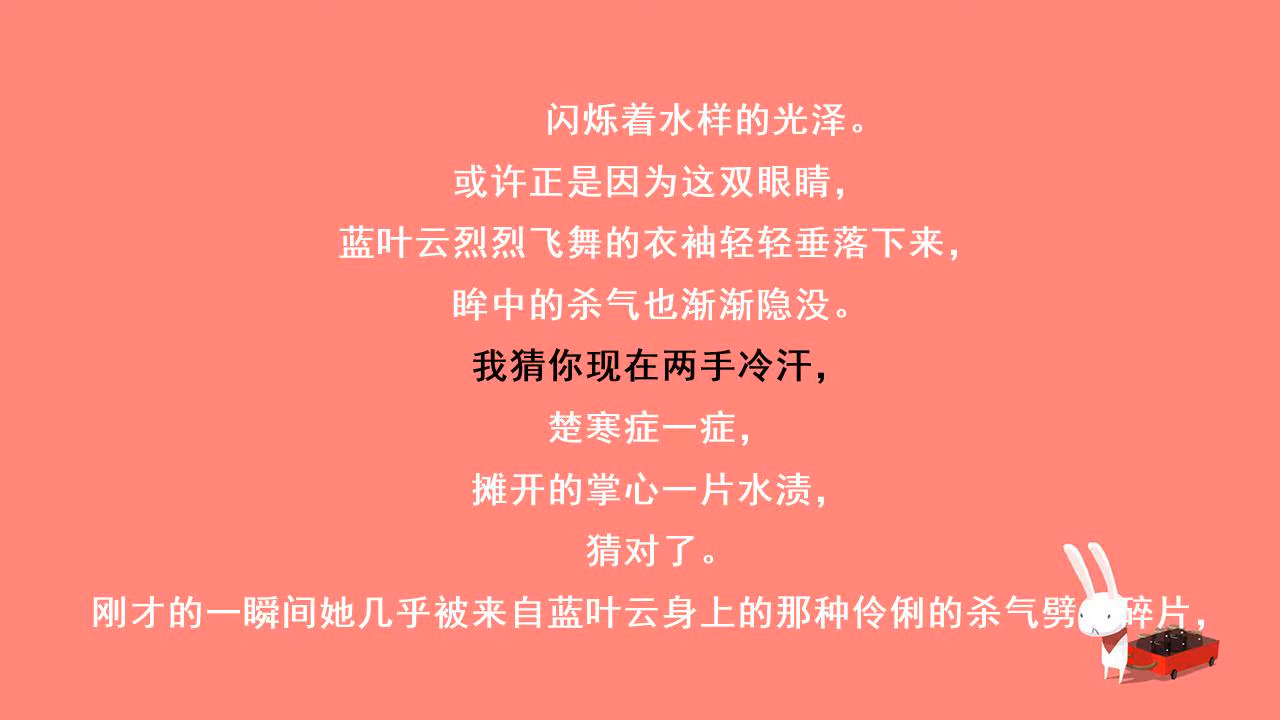 闪烁着水样的光泽。
或许正是因为这双眼睛，
蓝叶云烈烈飞舞的衣袖轻轻垂落下来，
眸中的杀气也渐渐隐没。
我猜你现在两手冷汗，
楚寒症一症，
摊开的掌心一片水渍，
猜对了。
刚才的一瞬间她几乎被来自蓝叶云身上的那种伶俐的杀气劈 碎片，